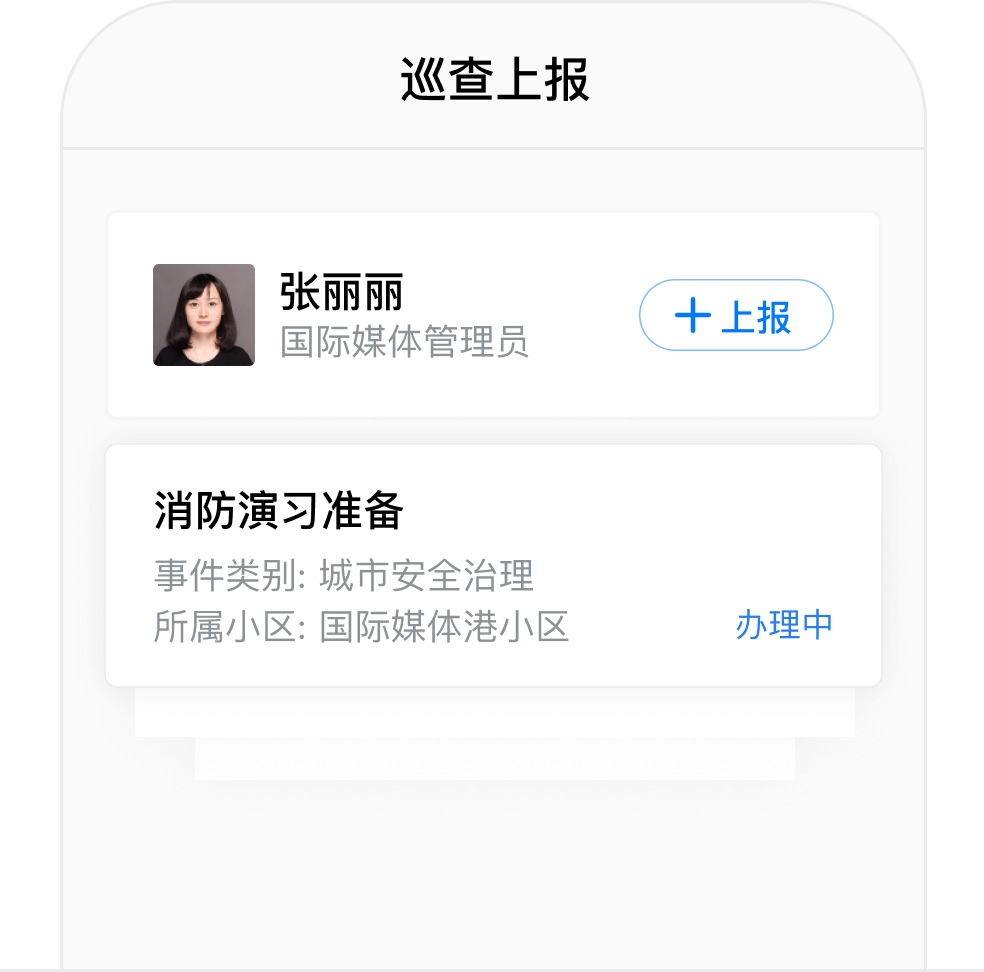 巡查上报
张丽丽
国际媒体管理员
上报
消防演习准备
事件类别: 城市安全治理
所属小区: 国际媒体港小区
办理中